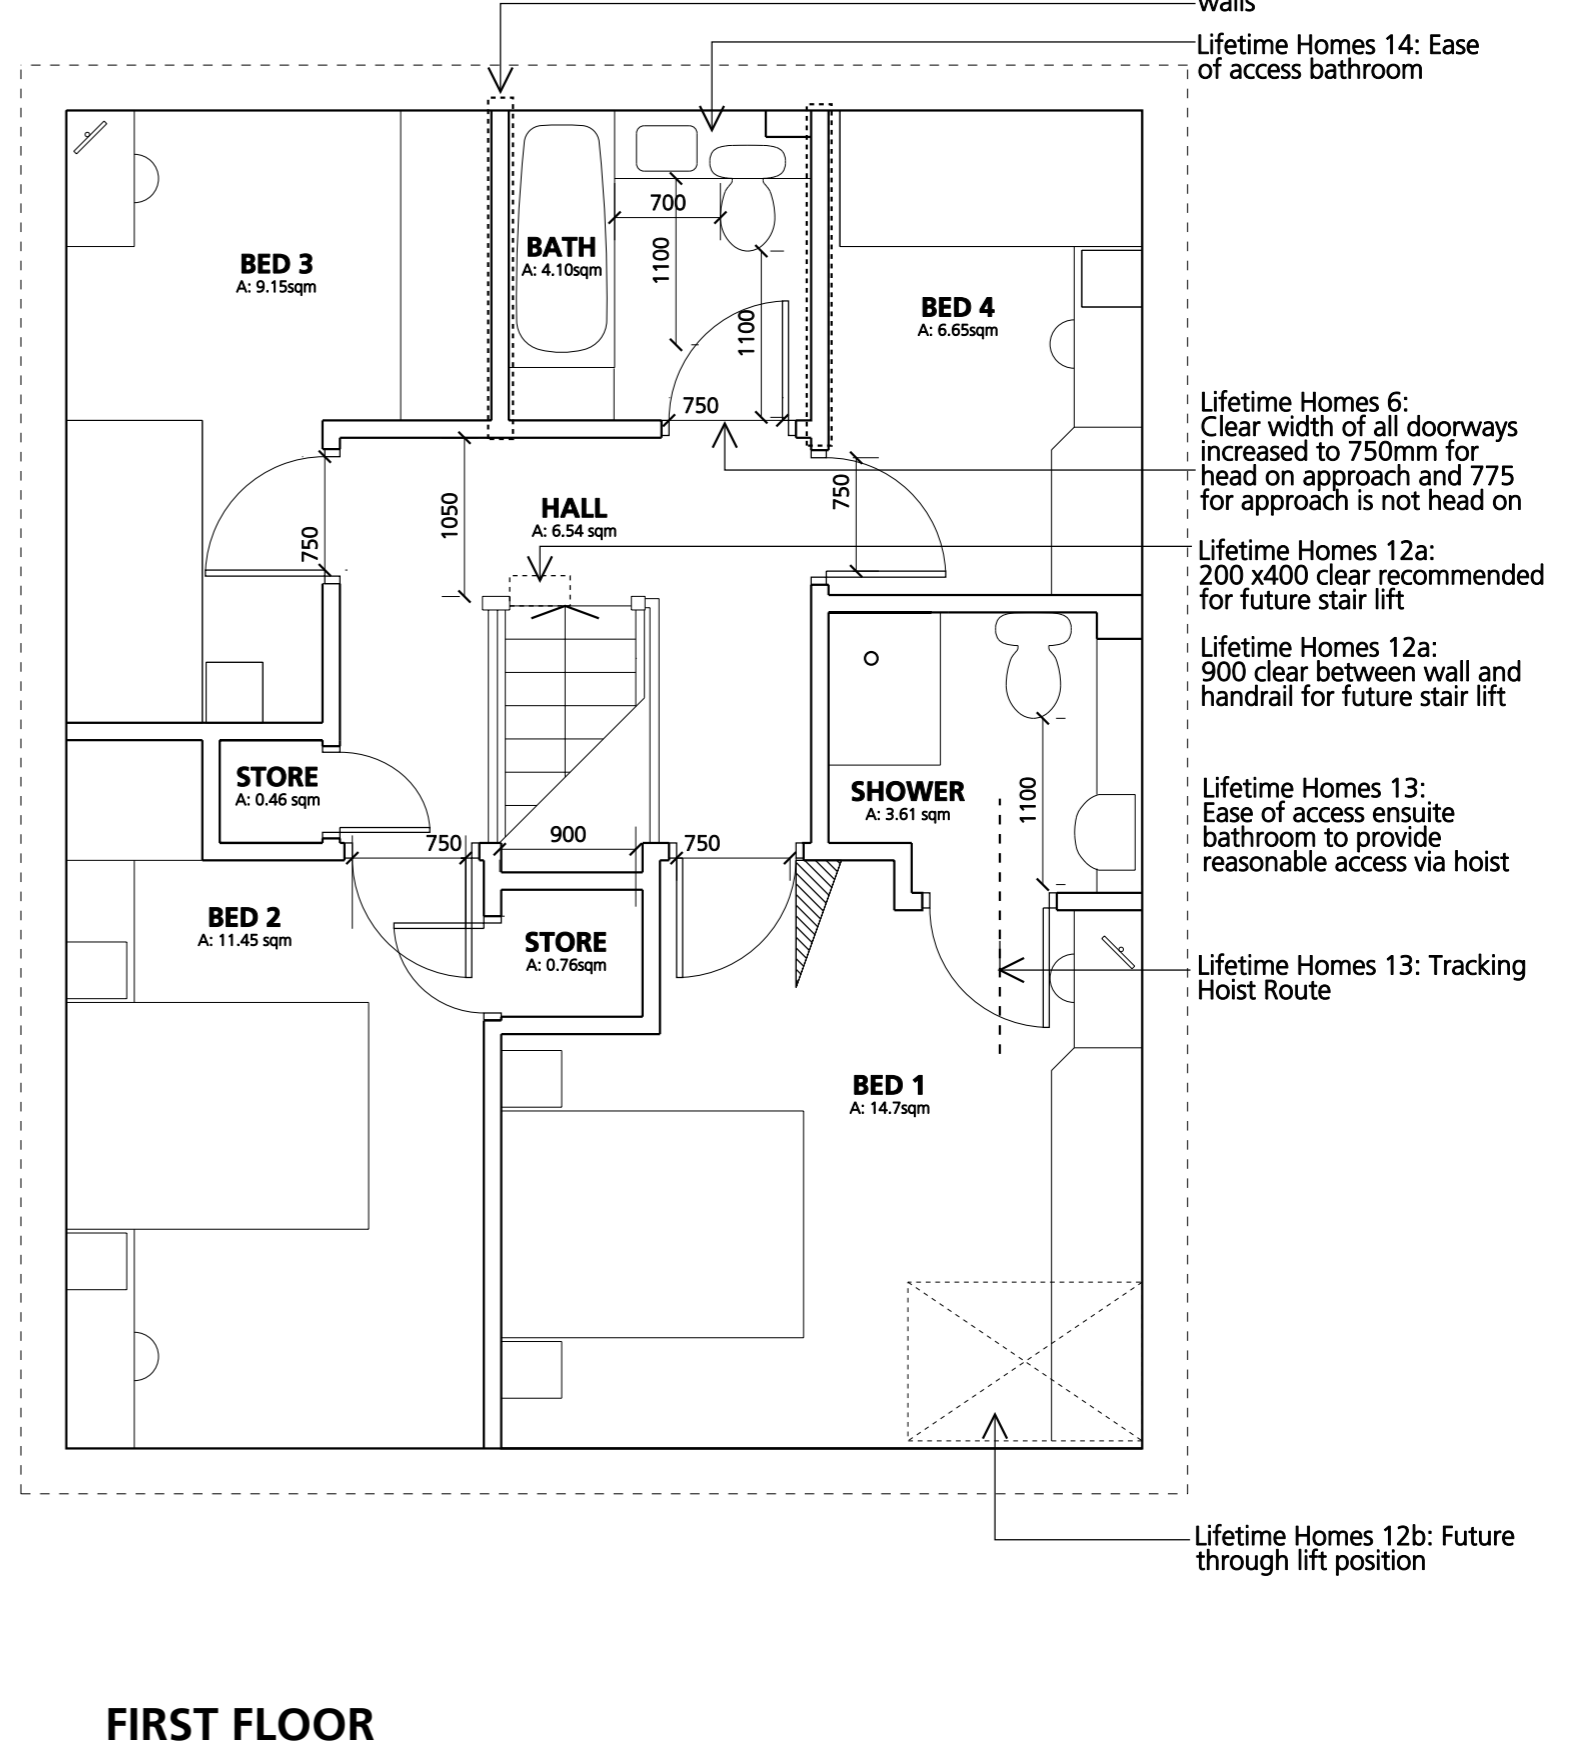 walls
Lifetime Homes 14: Ease
of access bathroom
700
1100
BATH
A: 4.10sqm
BED 3
A: 9.15sqm
1100
BED 4
A: 6.65sqm
750
Lifetime Homes 6:
Clear width of all doorways
increased to 750mm for
head on approach and 775
for approach is not head on
750
1050
HALL
A: 6.54 sqm
750
Lifetime Homes 12a:
200 x400 clear recommended
for future stair lift
Lifetime Homes 12a:
900 clear between wall and
handrail for future stair lift
STORE
A: 0.46 sqm
SHOWER
A: 3.61 sqm
1100
Lifetime Homes 13:
Ease of access ensuite
bathroom to provide
reasonable access via hoist
750
900
750
BED 2
A: 11.45 sqm
STORE
A: 0.76sqm
Lifetime Homes 13: Tracking
Hoist Route
BED 1
A: 14.7sqm
Lifetime Homes 12b: Future
through lift position
FIRST FLOOR